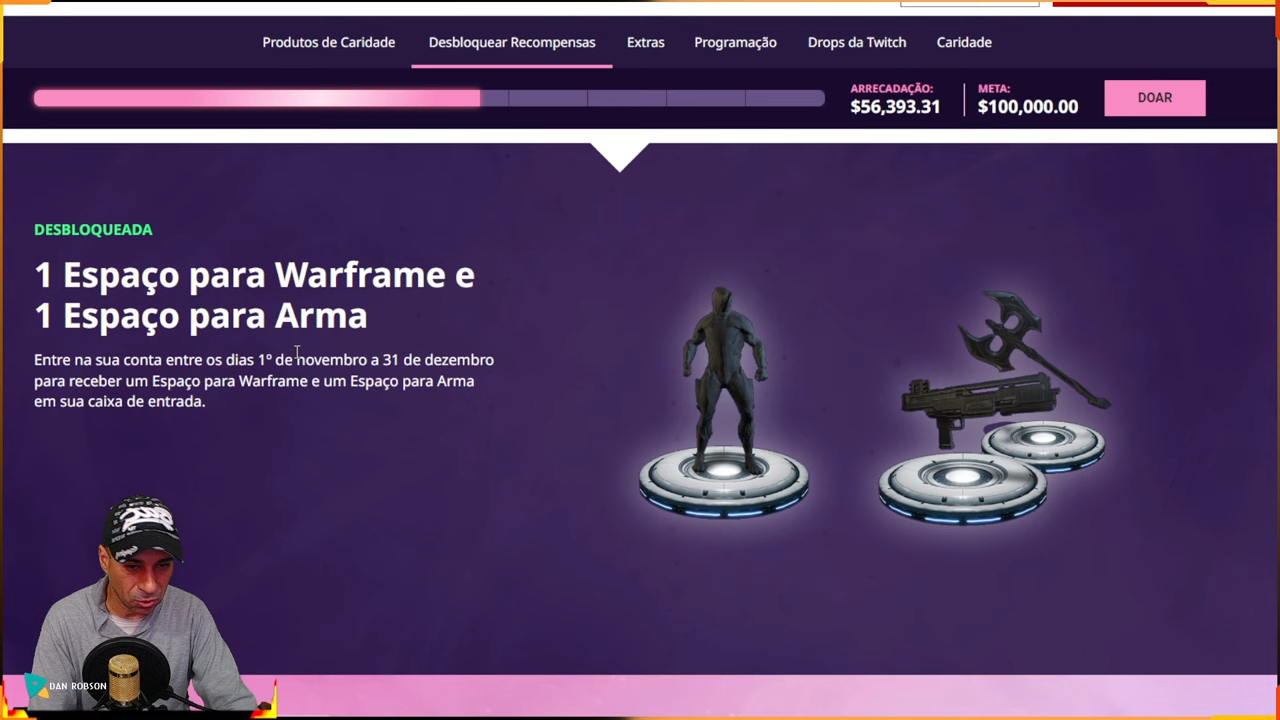 Produtos de Caridade
Desbloquear Recompensas
Extras
Programação
Drops da Twitch
Caridade
ARRECADAÇÃO:
$56,393.31
META:
$100,000.00
DOAR
DESBLOQUEADA
1 Espaço para Warframe e
1 Espaço para Arma
Entre na sua conta entre os dias 1º de novembro a 31 de dezembro
para receber um Espaço para Warframe e um Espaço para Arma
em sua caixa de entrada.
DAN ROBSON